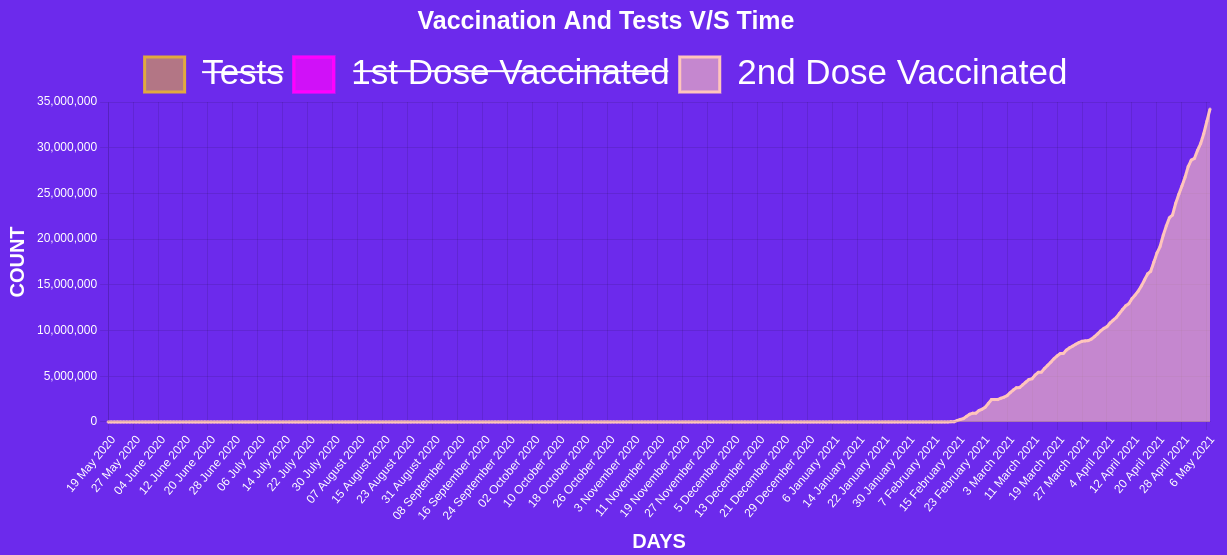 Vaccination And Tests V/S Time
Tests 1st Dose Vaccinated 2nd Dose Vaccinated
COUNT
35,000,000
30,000,000
25,000,000
20,000,000
15,000,000
10,000,000
5,000,000
0
19 May 2020
27 May 2020
04 June 2020
12 June 2020
20 June 2020
28 June 2020
06 July 2020
14 July 2020
22 July 2020
30 July 2020
07 August 2020
15 August 2020
23 August 2020
31 August 2020
08 September 2020
16 September 2020
24 September 2020
02 October 2020
10 October 2020
18 October 2020
26 October 2020
3 November 2020
11 November 2020
19 November 2020
27 November 2020
5 December 2020
13 December 2020
21 December 2020
29 December 2020
6 January 2021
14 January 2021
22 January 2021
30 January 2021
7 February 2021
15 February 2021
23 February 2021
3 March 2021
11 March 2021
19 March 2021
27 March 2021
4 April 2021
12 April 2021
20 April 2021
28 April 2021
6 May 2021
DAYS